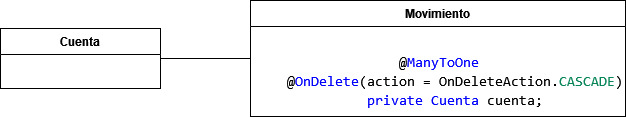 Cuenta
Movimiento
@ManyToOne
@OnDelete(action = OnDeleteAction.CASCADE)
private Cuenta cuenta;